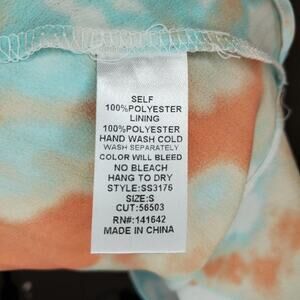 SELF
100%POLYESTER
LINING
100%POLYESTER
HAND WASH COLD
WASH SEPARATELY
COLOR WILL BLEED
NO BLEACH
HANG TO DRY
STYLE:SS3176
SIZE:S
CUT:56503
RN#:141642
MADE IN CHINA